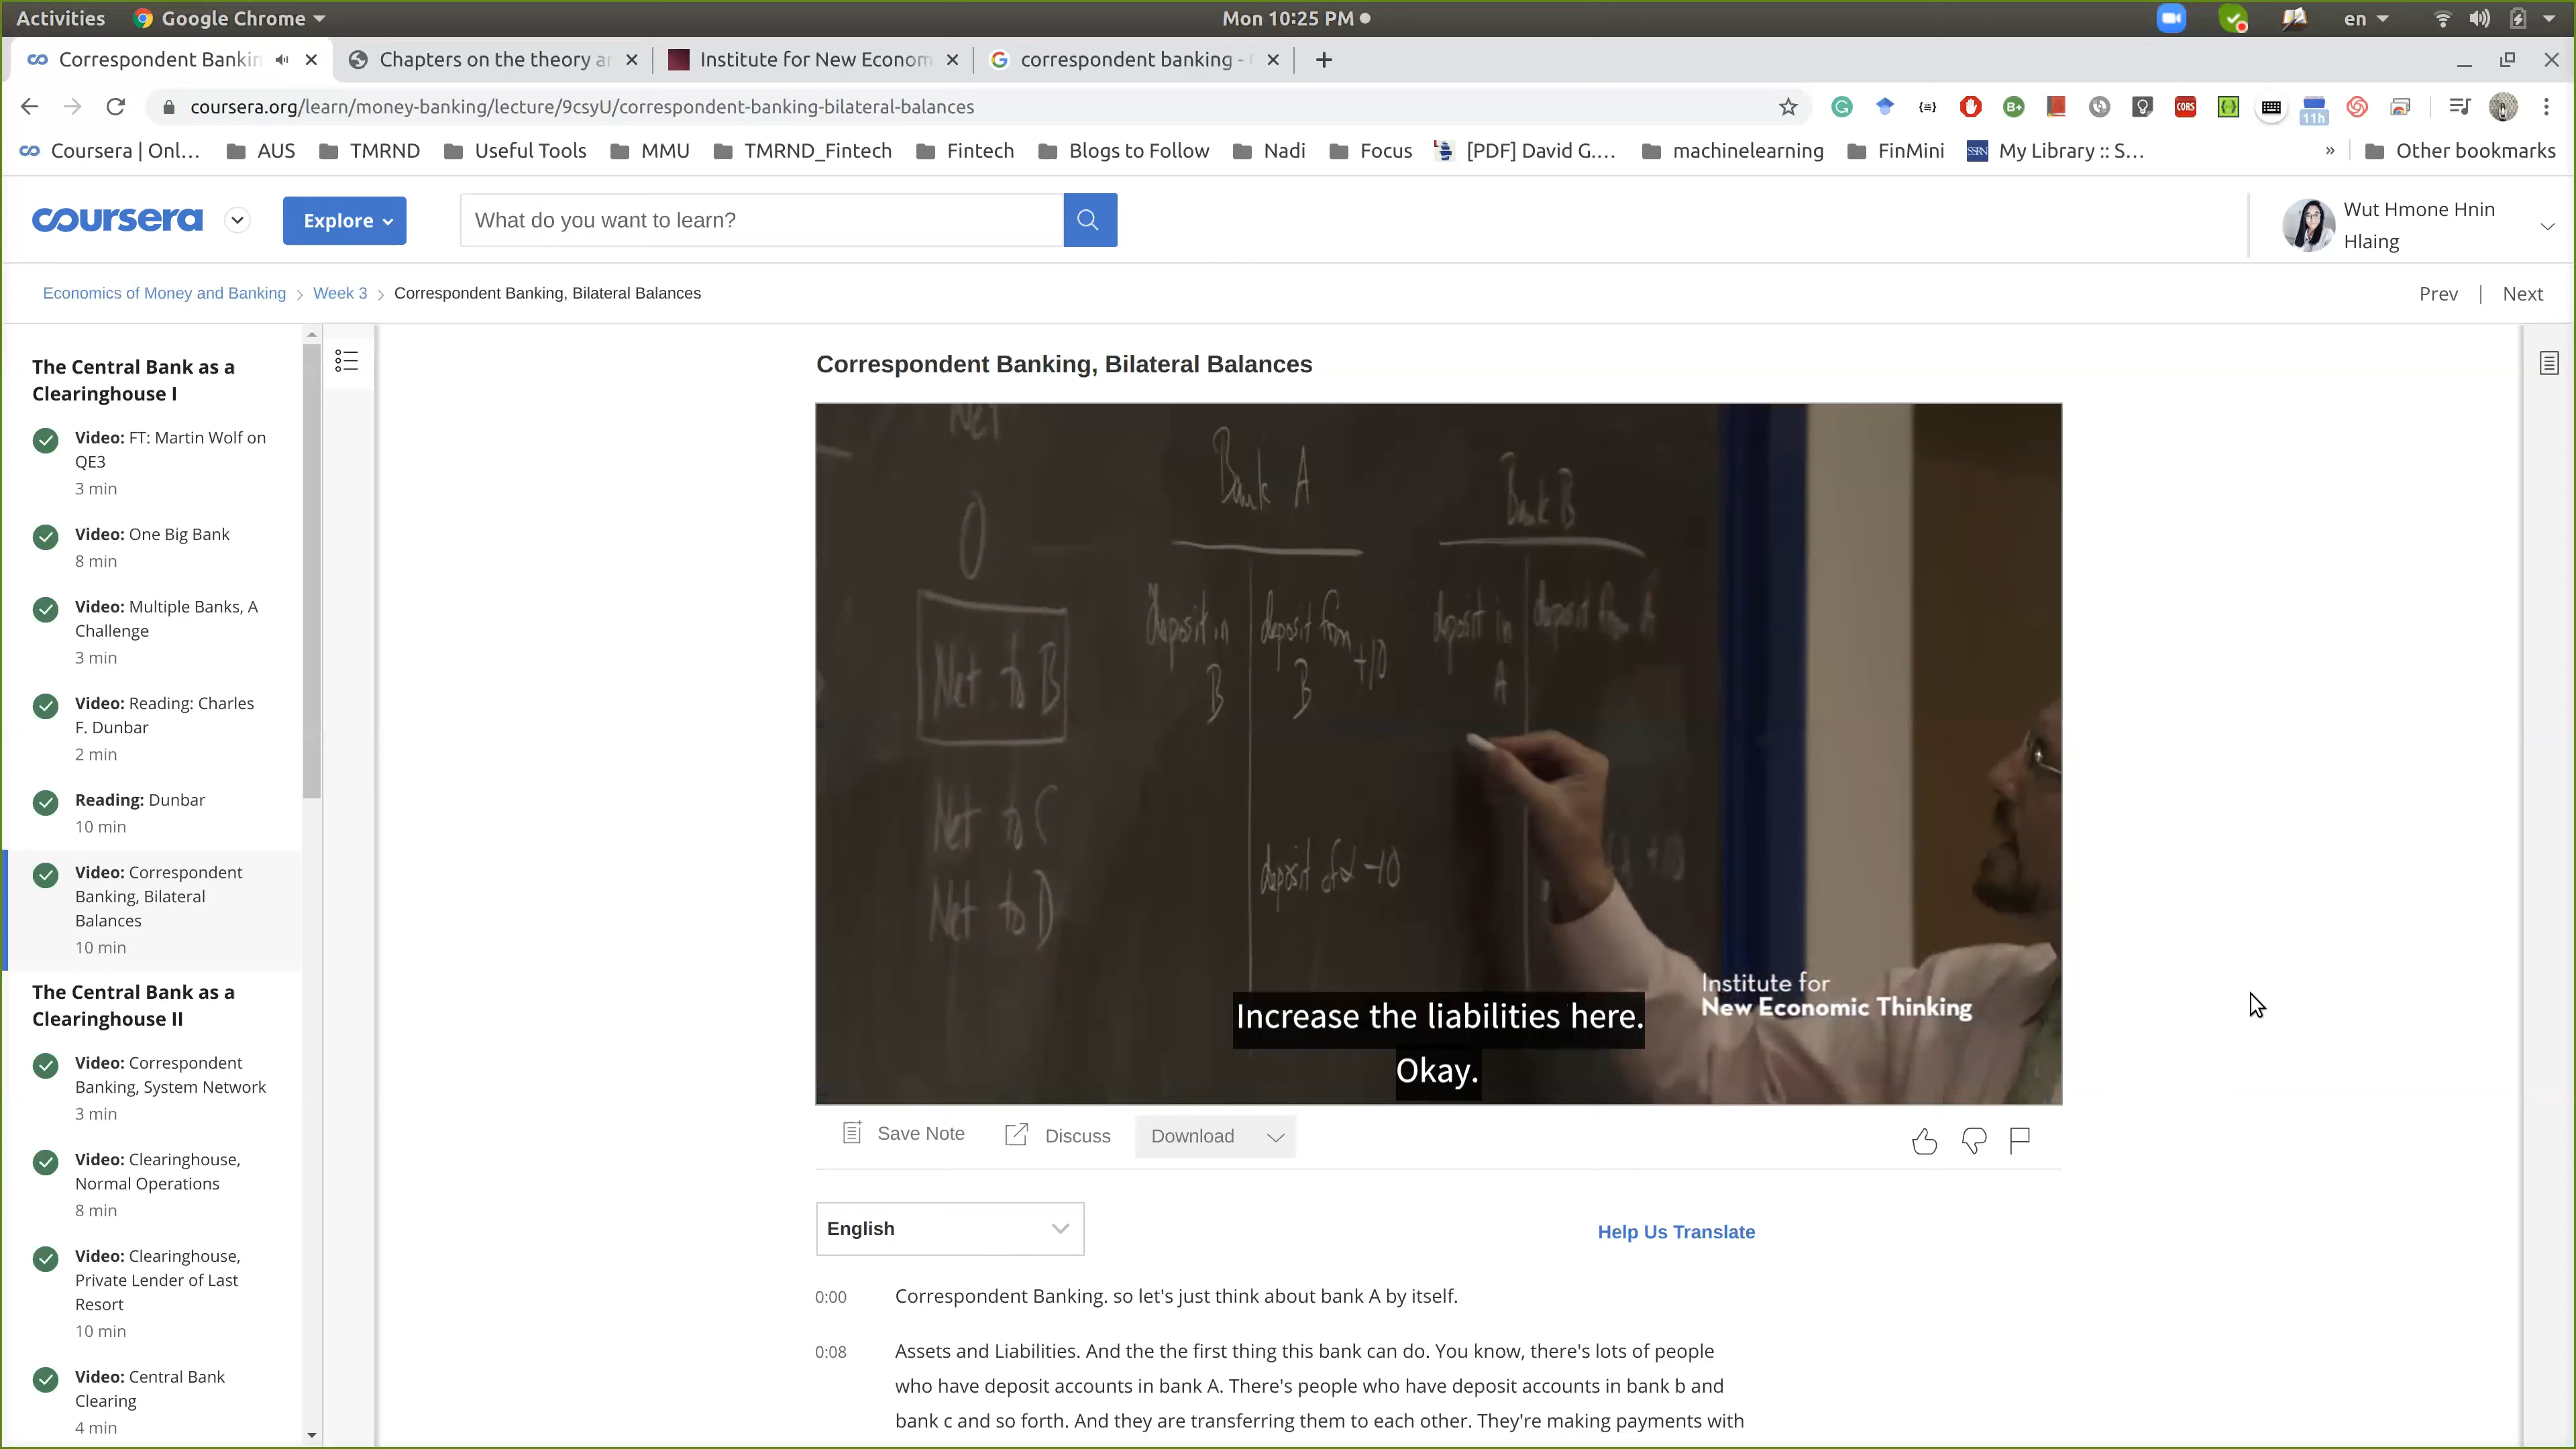 Activities
Google Chrome
Mon 10:25 PM
en
Correspondent Bankin
Chapters on the theory a
Institute for New Econom
correspondent banking -
coursera.org/learn/money-banking/lecture/9csyU/correspondent-banking-bilateral-balances
11h
Coursera | Onl...
AUS
TMRND
Useful Tools
MMU
TMRND_Fintech
Fintech
Blogs to Follow
Nadi
Focus
[PDF] David G....
machinelearning
FinMini
SSRN
My Library :: S...
»
Other bookmarks
coursera
Explore
What do you want to learn?
Wut Hmone Hnin
Hlaing
Economics of Money and Banking > Week 3 > Correspondent Banking, Bilateral Balances
Prev | Next
The Central Bank as a
Clearinghouse I
Video: FT: Martin Wolf on
QE3
3 min
Video: One Big Bank
8 min
Video: Multiple Banks, A
Challenge
3 min
Video: Reading: Charles
F. Dunbar
2 min
Reading: Dunbar
10 min
Video: Correspondent
Banking, Bilateral
Balances
10 min
The Central Bank as a
Clearinghouse II
Video: Correspondent
Banking, System Network
3 min
Video: Clearinghouse,
Normal Operations
8 min
Video: Clearinghouse,
Private Lender of Last
Resort
10 min
Video: Central Bank
Clearing
4 min
Correspondent Banking, Bilateral Balances
Net
0
Net to B
Net to C
Net to D
Bank A
deposit in
B
deposit from
B +10
deposit of α -10
Bank B
deposit in
A
deposit from A
Institute for
New Economic Thinking
Increase the liabilities here.
Okay.
Save Note
Discuss
Download
English
Help Us Translate
0:00 Correspondent Banking. so let's just think about bank A by itself.
0:08 Assets and Liabilities. And the the first thing this bank can do. You know, there's lots of people
who have deposit accounts in bank A. There's people who have deposit accounts in bank b and
bank c and so forth. And they are transferring them to each other. They're making payments with